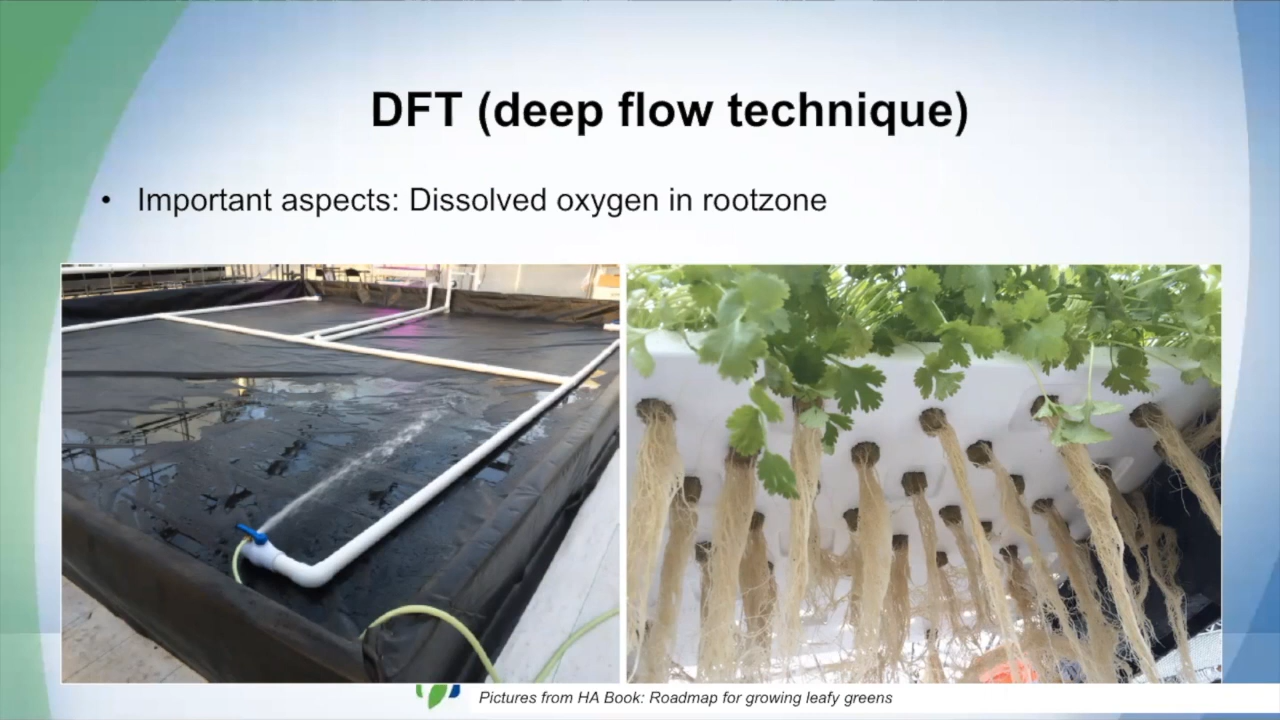 DFT (deep flow technique)
• Important aspects: Dissolved oxygen in rootzone
Pictures from HA Book: Roadmap for growing leafy greens